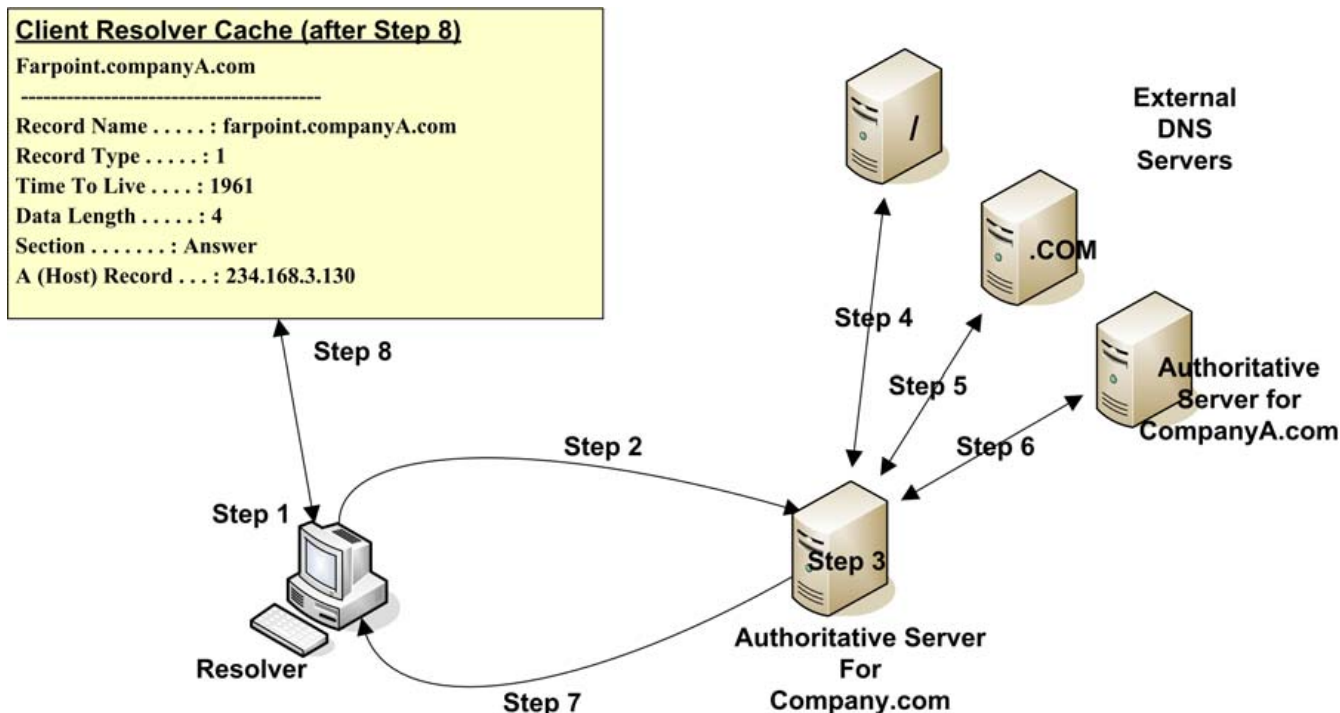 Client Resolver Cache (after Step 8)
Farpoint.companyA.com
----------------------------------------
Record Name . . . . . : farpoint.companyA.com
Record Type . . . . . : 1
Time To Live . . . . : 1961
Data Length . . . . . : 4
Section . . . . . . . : Answer
A (Host) Record . . . : 234.168.3.130
/
External
DNS
Servers
.COM
Step 4
Step 8
Step 5
Authoritative
Server for
CompanyA.com
Step 2
Step 6
Step 1
Step 3
Resolver
Authoritative Server
For
Company.com
Step 7